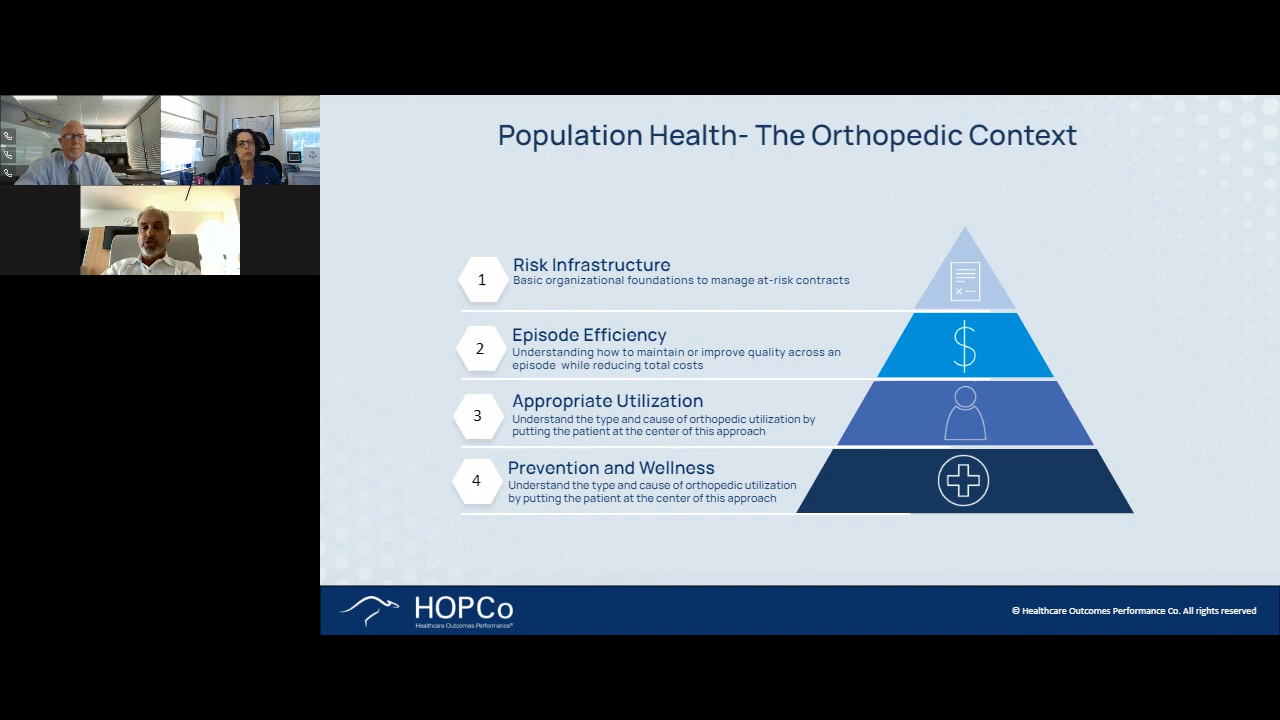 Population Health- The Orthopedic Context
1
Risk Infrastructure
Basic organizational foundations to manage at-risk contracts
2
Episode Efficiency
Understanding how to maintain or improve quality across an
episode while reducing total costs
3
Appropriate Utilization
Understand the type and cause of orthopedic utilization by
putting the patient at the center of this approach
4
Prevention and Wellness
Understand the type and cause of orthopedic utilization
by putting the patient at the center of this approach
$
HOPCo
Healthcare Outcomes Performance®
© Healthcare Outcomes Performance Co. All rights reserved